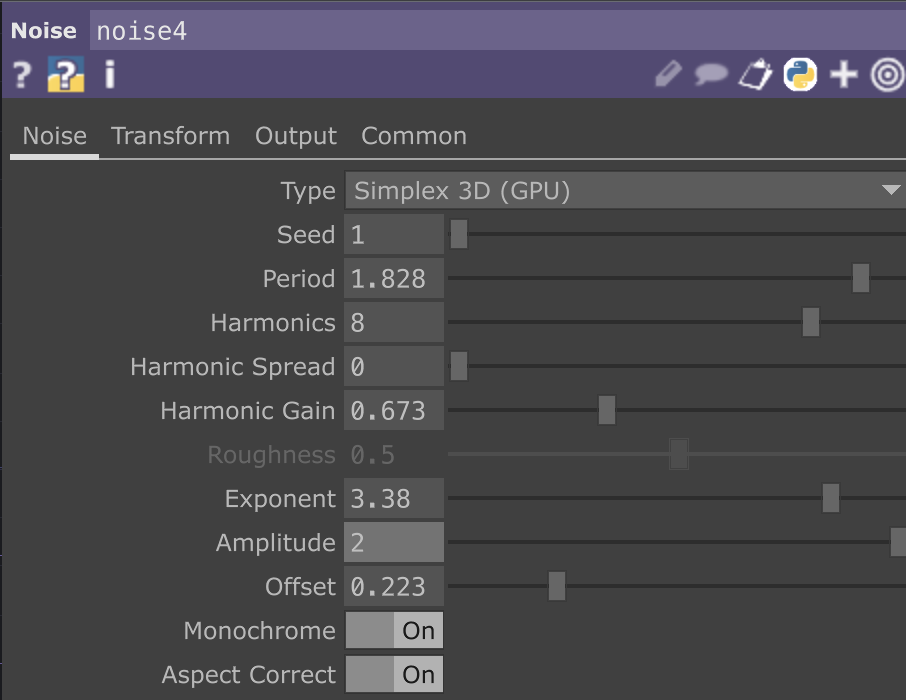 Noise noise4
? ? i
Noise Transform Output Common
Type Simplex 3D (GPU)
Seed 1
Period 1.828
Harmonics 8
Harmonic Spread 0
Harmonic Gain 0.673
Roughness 0.5
Exponent 3.38
Amplitude 2
Offset 0.223
Monochrome On
Aspect Correct On